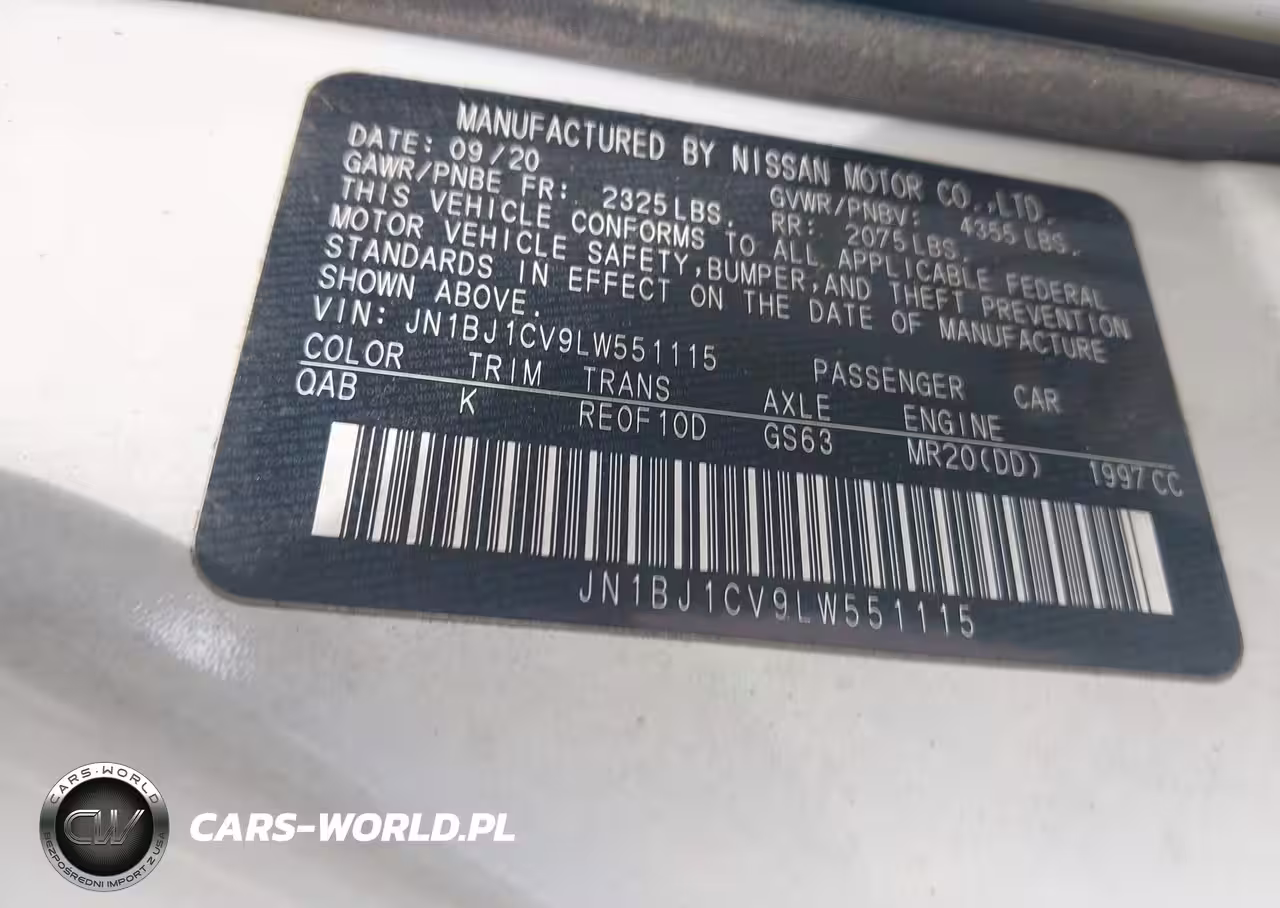 MANUFACTURED BY NISSAN MOTOR CO.,LTD.
DATE: 09/20 GVWR/PNBV: 4355LBS.
GAWR/PNBE FR: 2325LBS. RR: 2075LBS.
THIS VEHICLE CONFORMS TO ALL APPLICABLE FEDERAL
MOTOR VEHICLE SAFETY,BUMPER,AND THEFT PREVENTION
STANDARDS IN EFFECT ON THE DATE OF MANUFACTURE
SHOWN ABOVE.
VIN: JN1BJ1CV9LW551115 PASSENGER CAR
COLOR TRIM TRANS AXLE ENGINE
QAB K RE0F10D GS63 MR20(DD) 1997CC
JN1BJ1CV9LW551115
CARS-WORLD
CW
BEZPOŚREDNI IMPORT Z USA
CARS-WORLD.PL